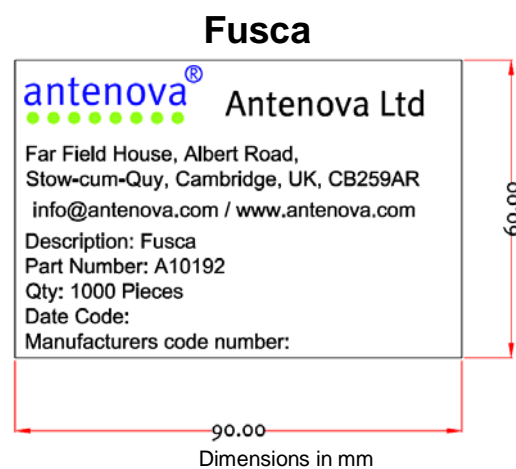 Fusca
antenova®
Antenova Ltd
Far Field House, Albert Road,
Stow-cum-Quy, Cambridge, UK, CB259AR
info@antenova.com / www.antenova.com
Description: Fusca
Part Number: A10192
Qty: 1000 Pieces
Date Code:
Manufacturers code number:
60.00
90.00
Dimensions in mm